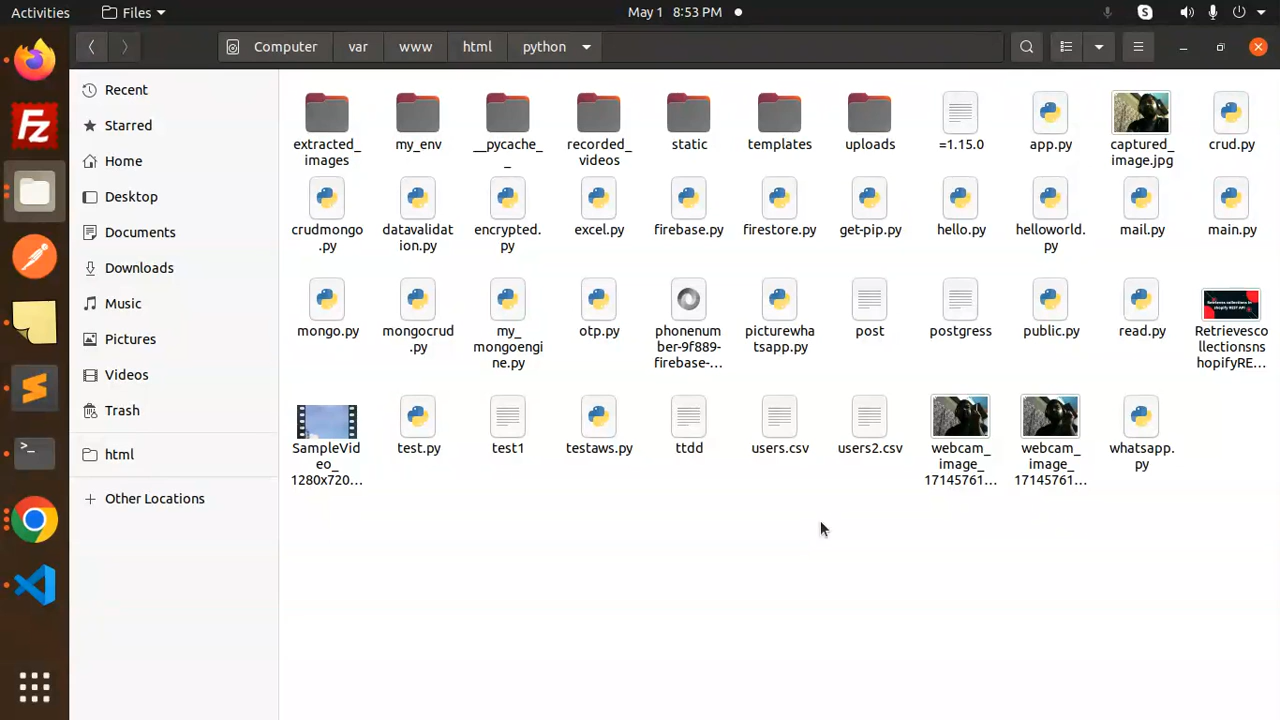 Activities
Files
May 1 8:53 PM
Computer
var
www
html
python
Recent
Starred
Home
Desktop
Documents
Downloads
Music
Pictures
Videos
Trash
html
Other Locations
extracted_
images
my_env
__pycache_
_
recorded_
videos
static
templates
uploads
=1.15.0
app.py
captured_
image.jpg
crud.py
crudmongo
.py
datavalidat
ion.py
encrypted.
py
excel.py
firebase.py
firestore.py
get-pip.py
hello.py
helloworld.
py
mail.py
main.py
mongo.py
mongocrud
.py
my_
mongoengi
ne.py
otp.py
phonenum
ber-9f889-
firebase-...
picturewha
tsapp.py
post
postgress
public.py
read.py
Retrievesco
llectionsns
hopifyRE...
SampleVid
eo_
1280x720...
test.py
test1
testaws.py
ttdd
users.csv
users2.csv
webcam_
image_
17145761...
webcam_
image_
17145761...
whatsapp.
py